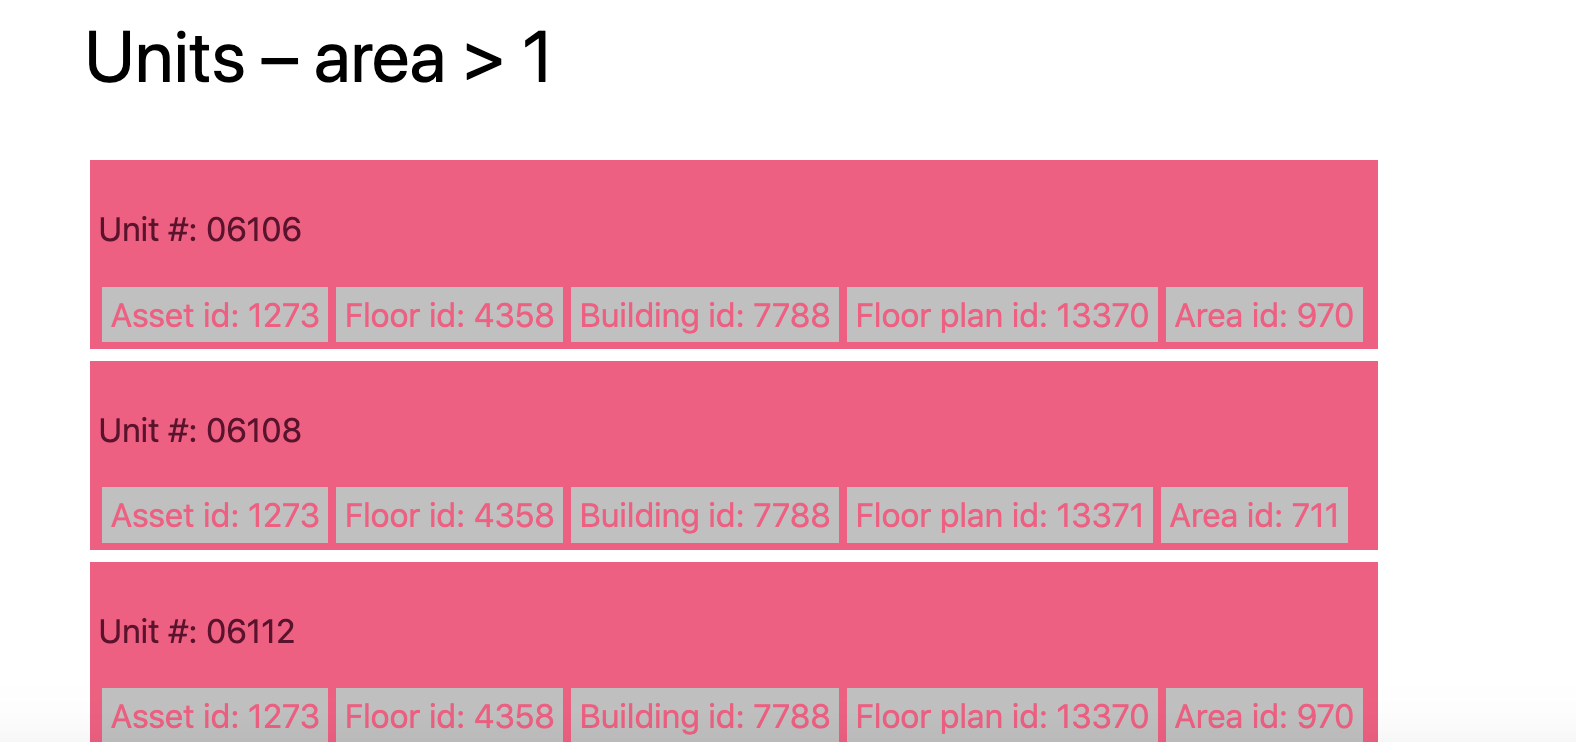 Units – area > 1
Unit #: 06106
Asset id: 1273 Floor id: 4358 Building id: 7788 Floor plan id: 13370 Area id: 970
Unit #: 06108
Asset id: 1273 Floor id: 4358 Building id: 7788 Floor plan id: 13371 Area id: 711
Unit #: 06112
Asset id: 1273 Floor id: 4358 Building id: 7788 Floor plan id: 13370 Area id: 970